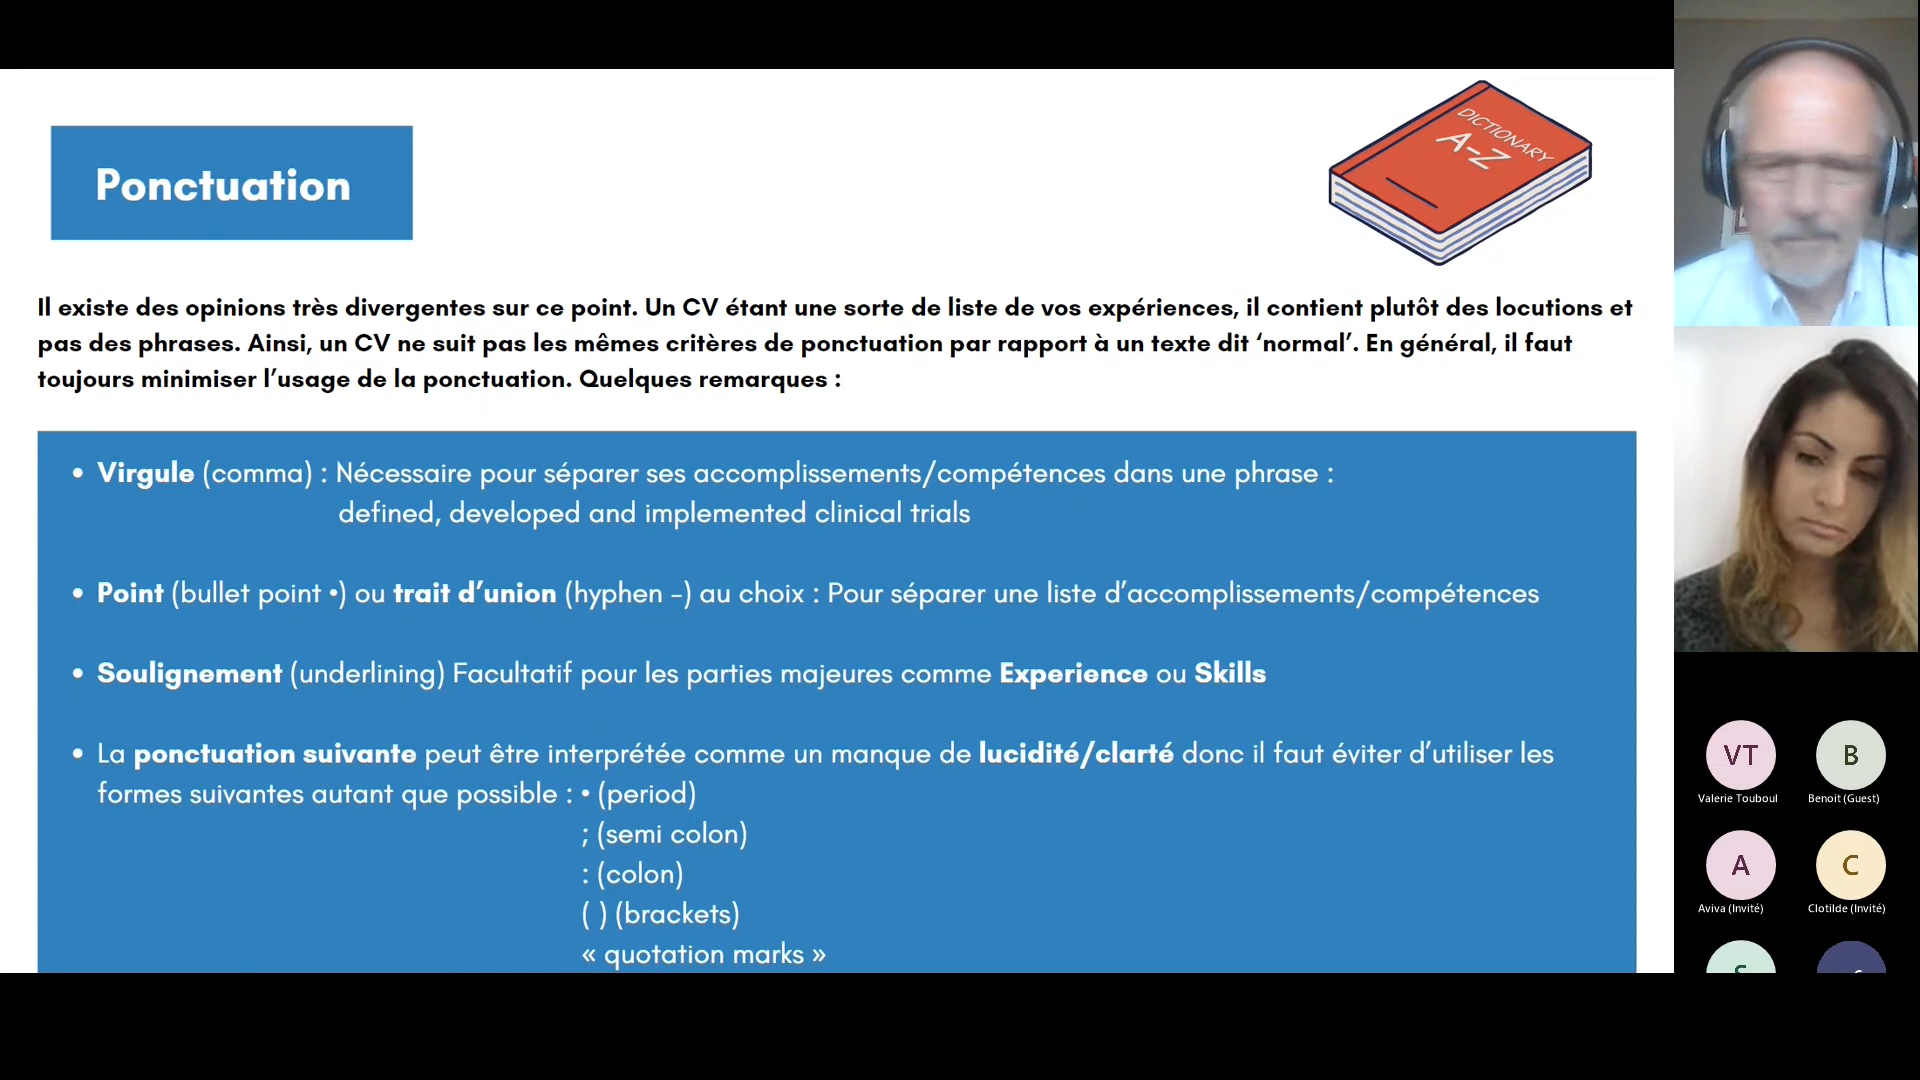 DICTIONARY
A-Z
Ponctuation
Il existe des opinions très divergentes sur ce point. Un CV étant une sorte de liste de vos expériences, il contient plutôt des locutions et
pas des phrases. Ainsi, un CV ne suit pas les mêmes critères de ponctuation par rapport à un texte dit ‘normal’. En général, il faut
toujours minimiser l’usage de la ponctuation. Quelques remarques :
• Virgule (comma) : Nécessaire pour séparer ses accomplissements/compétences dans une phrase :
defined, developed and implemented clinical trials
• Point (bullet point •) ou trait d’union (hyphen -) au choix : Pour séparer une liste d’accomplissements/compétences
• Soulignement (underlining) Facultatif pour les parties majeures comme Experience ou Skills
• La ponctuation suivante peut être interprétée comme un manque de lucidité/clarté donc il faut éviter d’utiliser les
formes suivantes autant que possible : • (period)
; (semi colon)
: (colon)
( ) (brackets)
« quotation marks »
VT
Valerie Touboul
B
Benoit (Guest)
A
Aviva (Invité)
C
Clotilde (Invité)